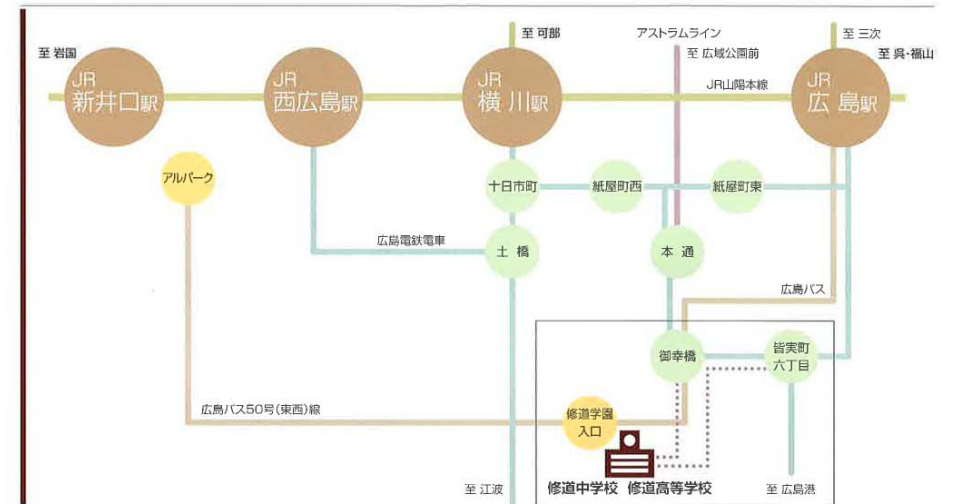 至 可部
アストラムライン
至 三次
至 岩国
至 広域公園前
至 呉・福山
JR
新井口駅
JR
西広島駅
JR
横川駅
JR山陽本線
JR
広島駅
アルパーク
十日市町
紙屋町西
紙屋町東
広島電鉄電車
土橋
本通
広島バス
御幸橋
皆実町
六丁目
広島バス50号(東西)線
修道学園
入口
至 江波
修道中学校 修道高等学校
至 広島港